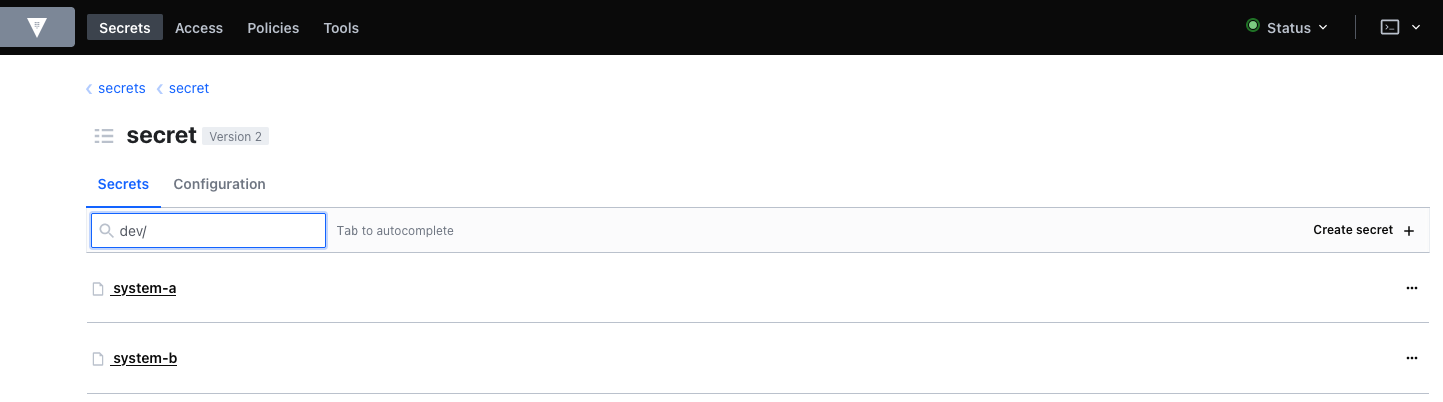 Secrets Access Policies Tools Status
secrets secret
secret Version 2
Secrets Configuration
dev/ Tab to autocomplete Create secret +
system-a
system-b